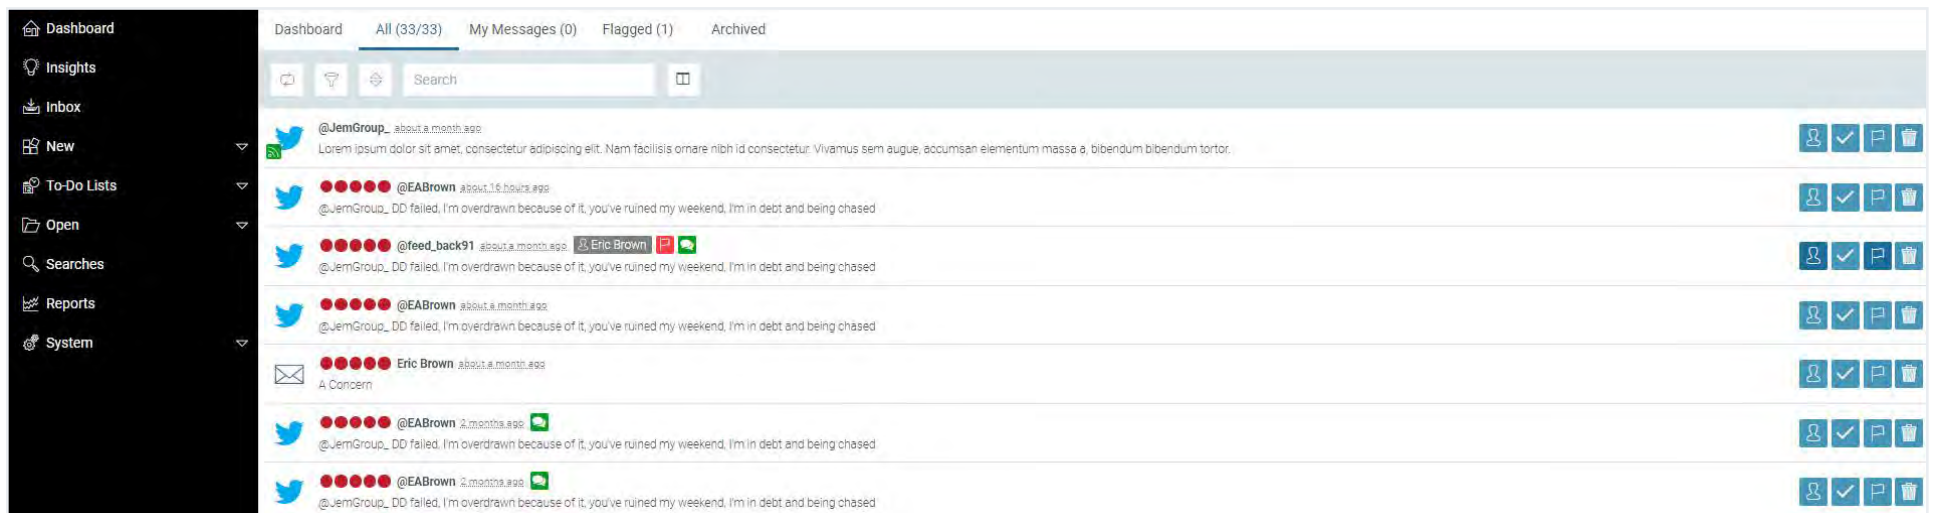 Dashboard
Insights
Inbox
New
To-Do Lists
Open
Searches
Reports
System
Dashboard All (33/33) My Messages (0) Flagged (1) Archived
Search
@JemGroup_ about a month ago
Lorem ipsum dolor sit amet, consectetur adipiscing elit. Nam facilisis ornare nibh id consectetur. Vivamus sem augue, accumsan elementum massa a, bibendum bibendum tortor.
@EABrown about 16 hours ago
@JemGroup_ DD failed, I'm overdrawn because of it, you've ruined my weekend, I'm in debt and being chased
@feed_back91 about a month ago Eric Brown
@JemGroup_ DD failed, I'm overdrawn because of it, you've ruined my weekend, I'm in debt and being chased
@EABrown about a month ago
@JemGroup_ DD failed, I'm overdrawn because of it, you've ruined my weekend, I'm in debt and being chased
Eric Brown about a month ago
A Concern
@EABrown 2 months ago
@JemGroup_ DD failed, I'm overdrawn because of it, you've ruined my weekend, I'm in debt and being chased
@EABrown 2 months ago
@JemGroup_ DD failed, I'm overdrawn because of it, you've ruined my weekend, I'm in debt and being chased